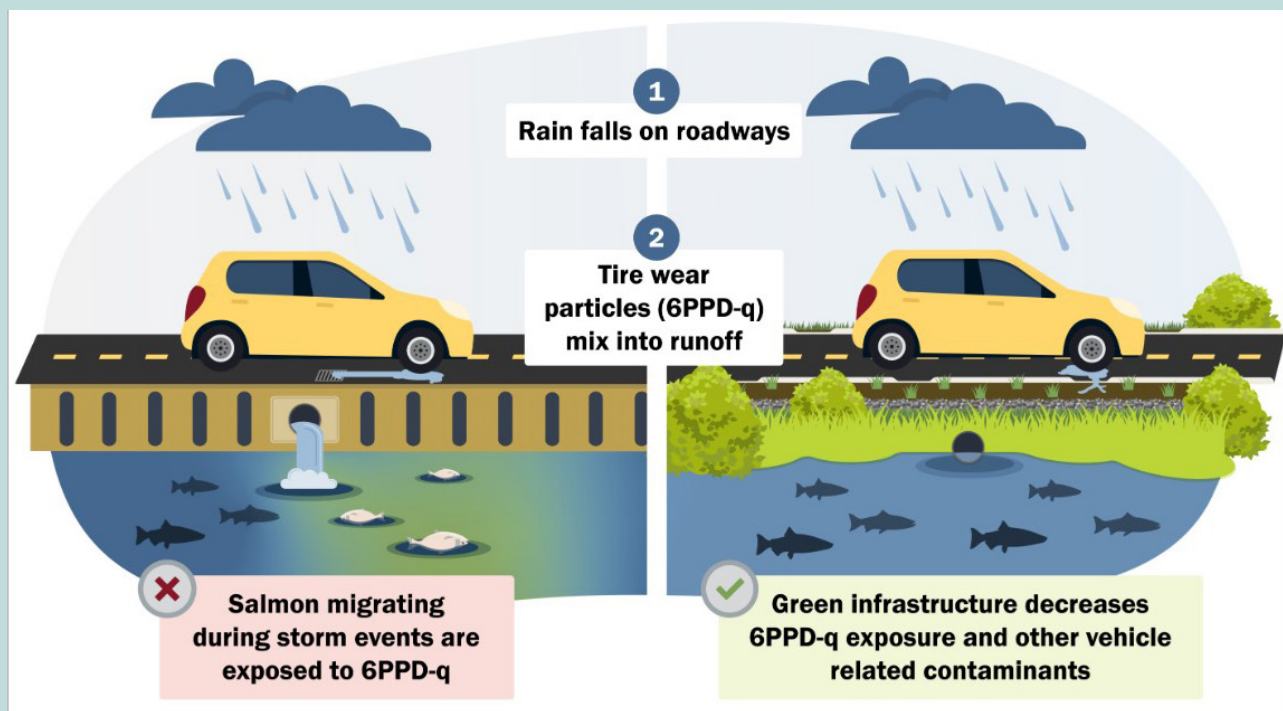 1
Rain falls on roadways
2
Tire wear
particles (6PPD-q)
mix into runoff
Salmon migrating
during storm events are
exposed to 6PPD-q
Green infrastructure decreases
6PPD-q exposure and other vehicle
related contaminants